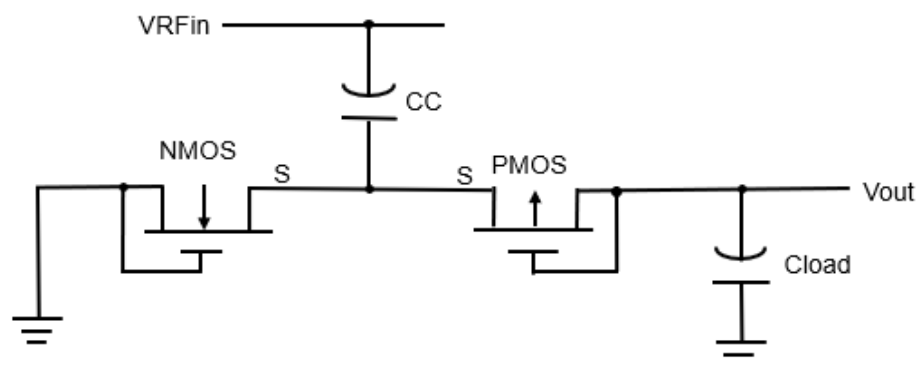 VRFin
CC
NMOS
S
S
PMOS
Vout
Cload